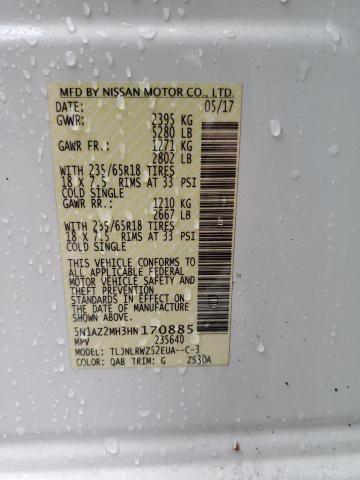 MFD BY NISSAN MOTOR CO., LTD.
DATE: 05/17
GVWR: 2395 KG
5280 LB
GAWR FR.: 1271 KG
2802 LB
WITH 235/65R18 TIRES
18 X 7.5 RIMS AT 33 PSI
COLD SINGLE
GAWR RR.: 1210 KG
2667 LB
WITH 235/65R18 TIRES
18 X 7.5 RIMS AT 33 PSI
COLD SINGLE
THIS VEHICLE CONFORMS TO
ALL APPLICABLE FEDERAL
MOTOR VEHICLE SAFETY AND
THEFT PREVENTION
STANDARDS IN EFFECT ON
THE DATE OF MANUFACTURE
SHOWN ABOVE.
5N1AZ2MH3HN170885
MPV 235640
MODEL: TLJNLRWZ52EUA--C-3
COLOR: QAB TRIM: G Z530A